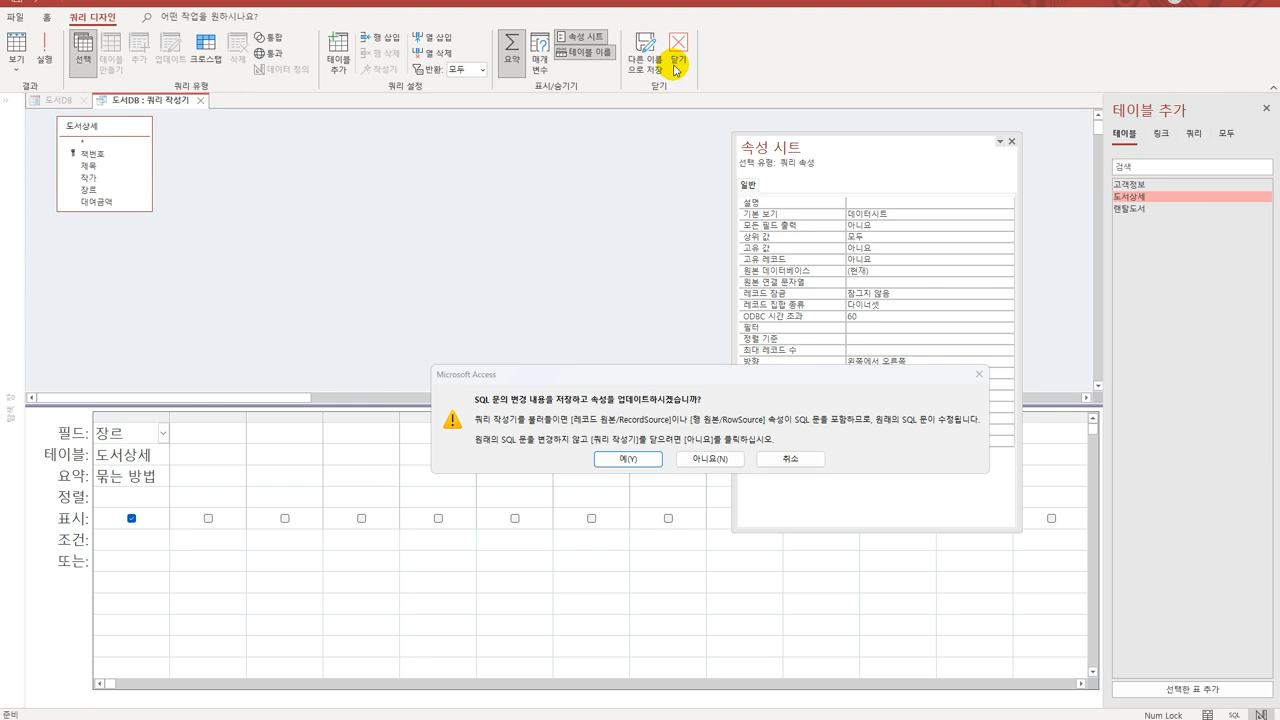 파일 홈 쿼리 디자인 어떤 작업을 원하시나요?
보기 실행 선택 테이블 만들기 추가 업데이트 크로스탭 삭제
통합
통과
데이터 정의
테이블 추가
행 삽입 열 삽입
행 삭제 열 삭제
작성기 반환: 모두
요약 매개 변수
속성 시트
테이블 이름
다른 이름으로 저장 닫기
결과 쿼리 유형 쿼리 설정 표시/숨기기 닫기
도서DB 도서DB : 쿼리 작성기
도서상세
*
책번호
제목
작가
장르
대여금액
속성 시트
선택 유형: 쿼리 속성
일반
설명
기본 보기 데이터시트
모든 필드 출력 아니요
상위 값 모두
고유 값 아니요
고유 레코드 아니요
원본 데이터베이스 (현재)
원본 연결 문자열
레코드 잠금 잠그지 않음
레코드 집합 종류 다이너셋
ODBC 시간 초과 60
필터
정렬 기준
최대 레코드 수
방향 왼쪽에서 오른쪽
테이블 추가
테이블 링크 쿼리 모두
검색
고객정보
도서상세
랜탈도서
선택한 표 추가
Microsoft Access
SQL 문의 변경 내용을 저장하고 속성을 업데이트하시겠습니까?
쿼리 작성기를 불러들이면 [레코드 원본/RecordSource]이나 [행 원본/RowSource] 속성이 SQL 문을 포함하므로, 원래의 SQL 문이 수정됩니다.
원래의 SQL 문을 변경하지 않고 [쿼리 작성기]를 닫으려면 [아니요]를 클릭하십시오.
예(Y) 아니요(N) 취소
필드: 장르
테이블: 도서상세
요약: 묶는 방법
정렬:
표시:
조건:
또는:
탐색 창
준비
Num Lock
SQL